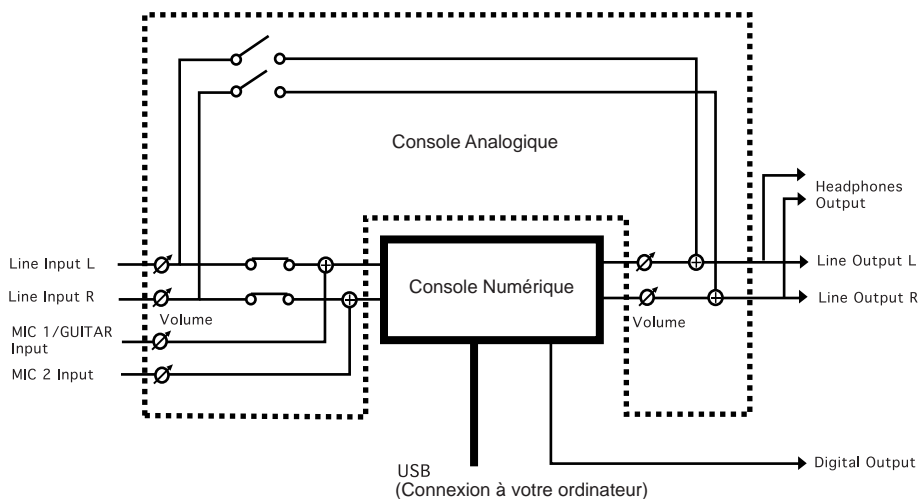 Console Analogique
Headphones
Output
Line Input L
Console Numérique
Line Output L
Line Input R
Line Output R
Volume
Volume
MIC 1/GUITAR
Input
MIC 2 Input
Digital Output
USB
(Connexion à votre ordinateur)